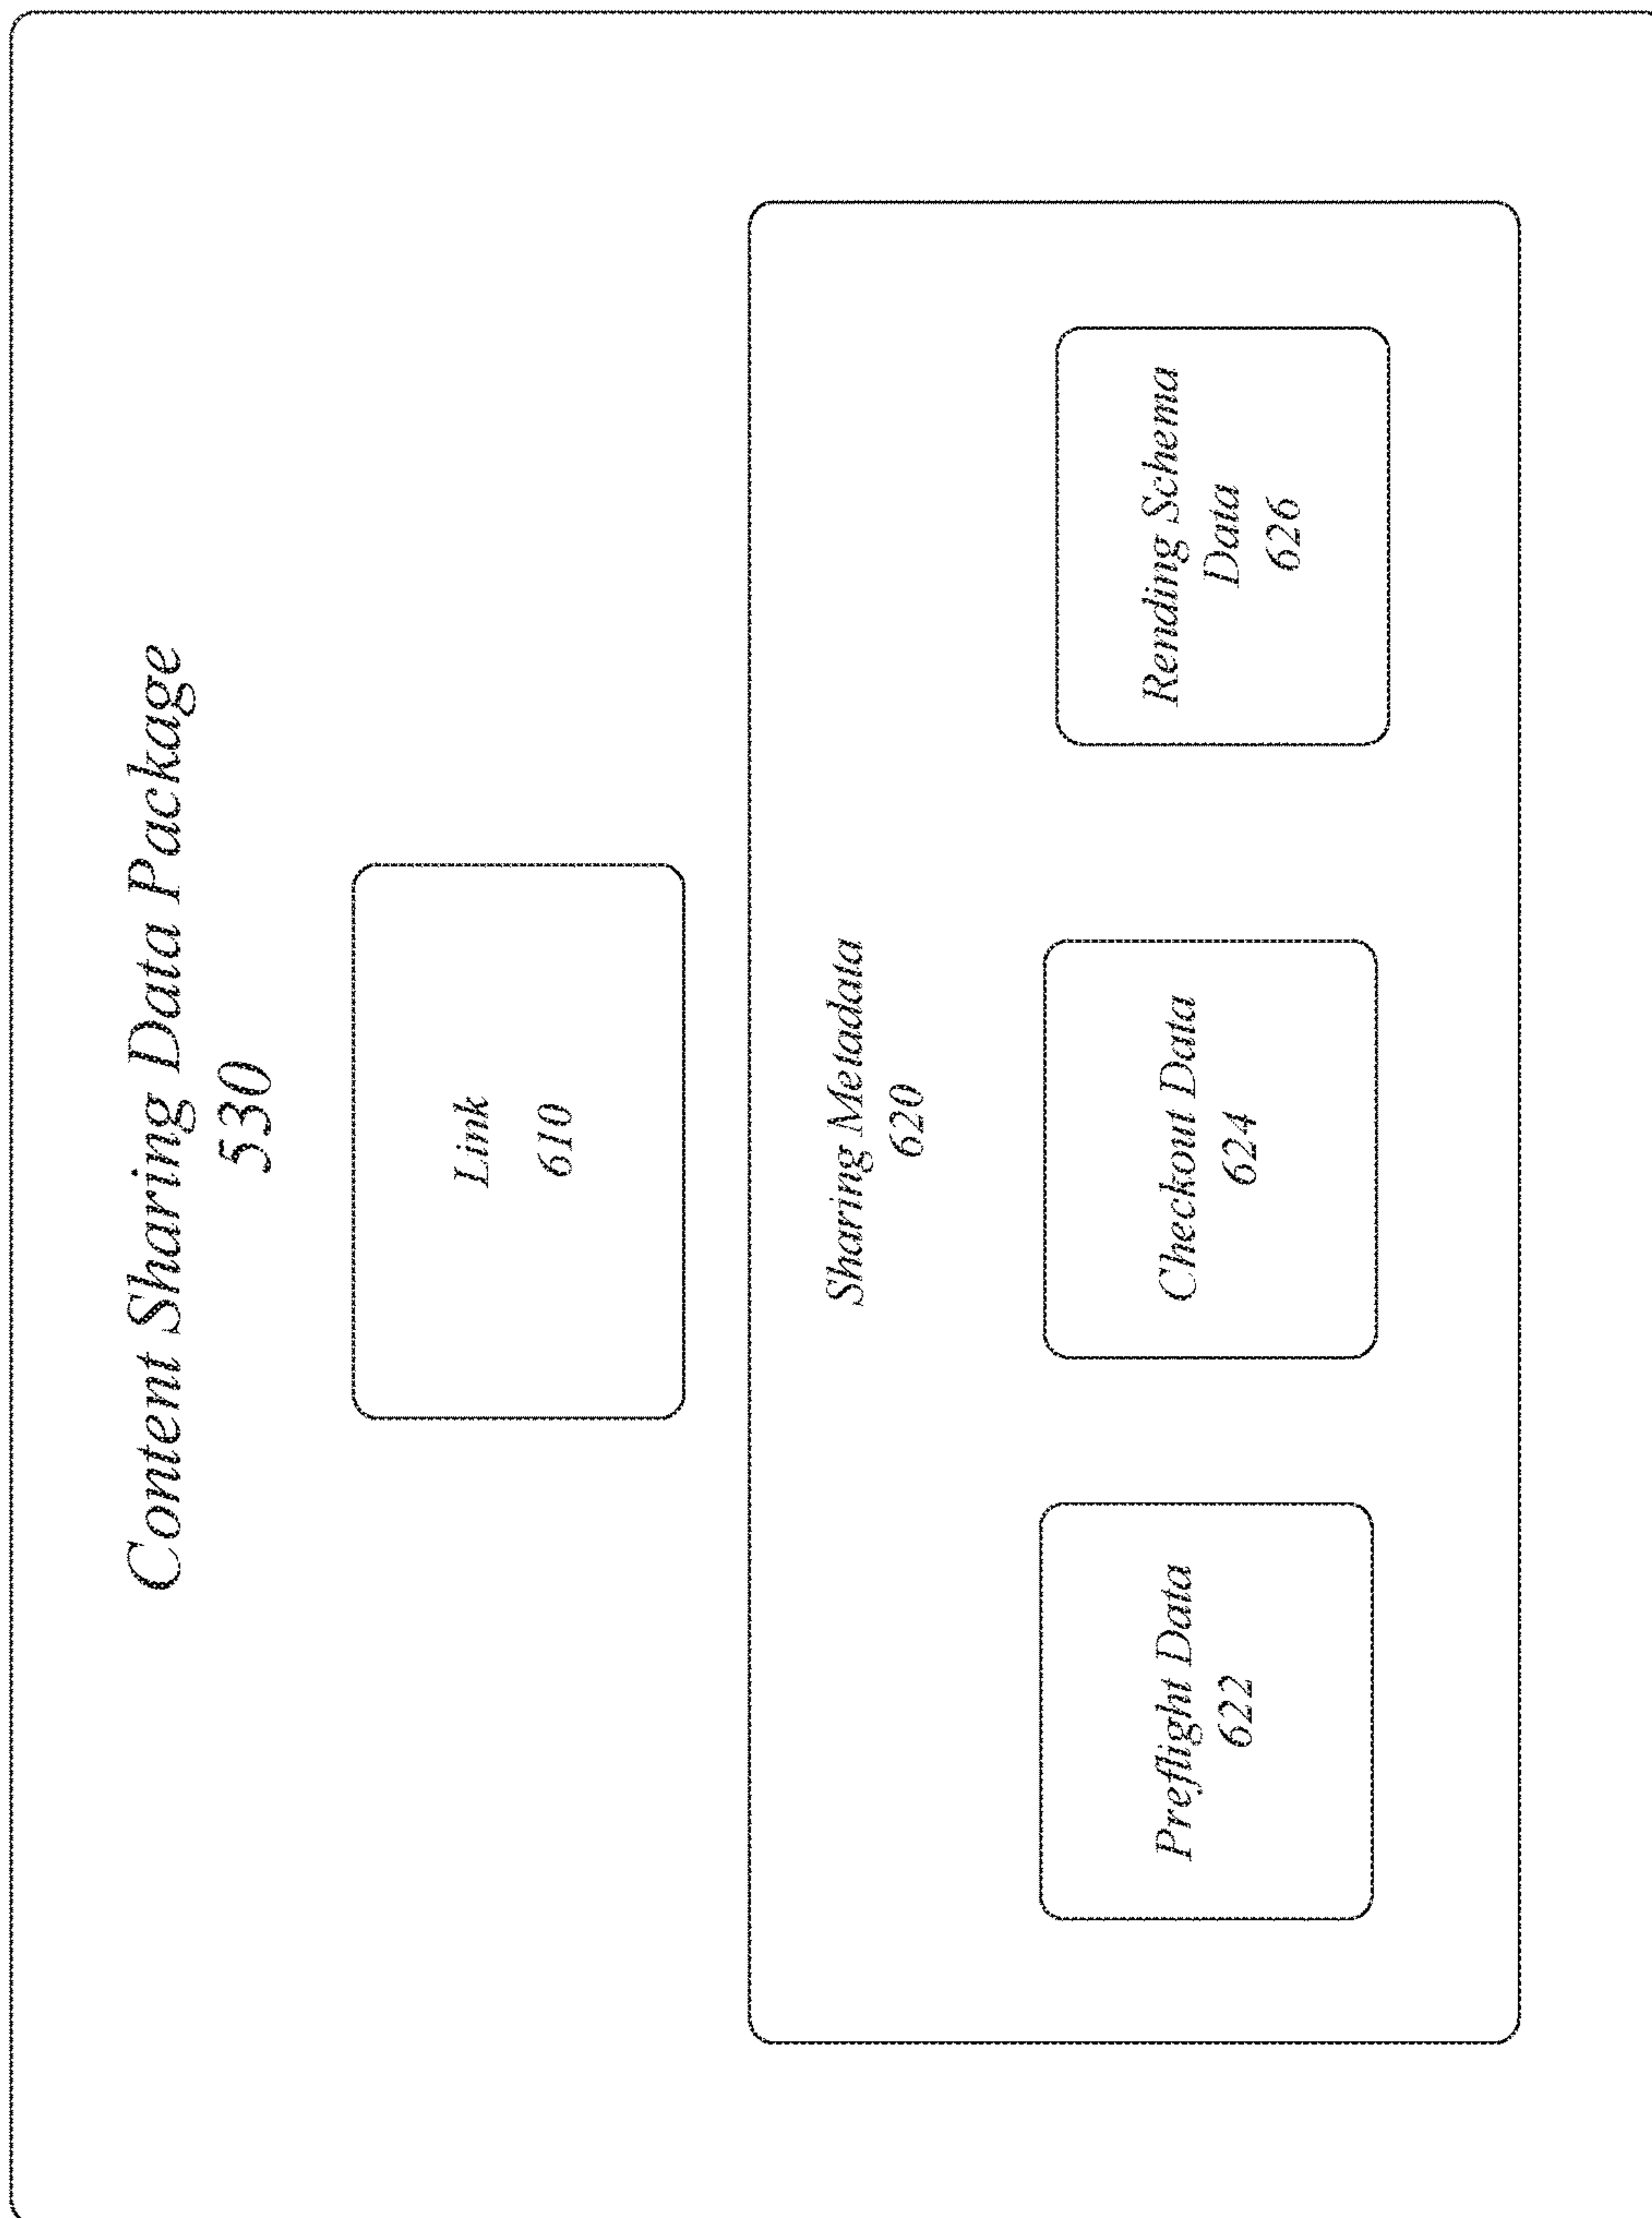 Content Sharing Data Package
530
Link
610
Sharing Metadata
620
Preflight Data
622
Checkout Data
624
Rending Schema
Data
626